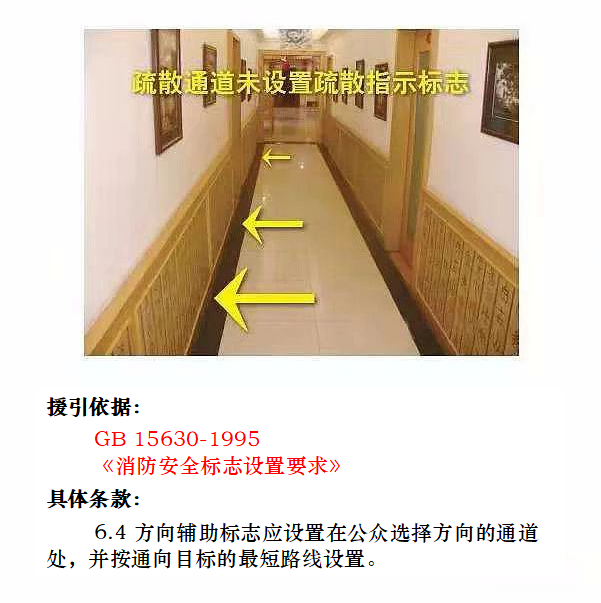 疏散通道未设置疏散指示标志
援引依据：
GB 15630-1995
《消防安全标志设置要求》
具体条款：
6.4 方向辅助标志应设置在公众选择方向的通道
处，并按通向目标的最短路线设置。